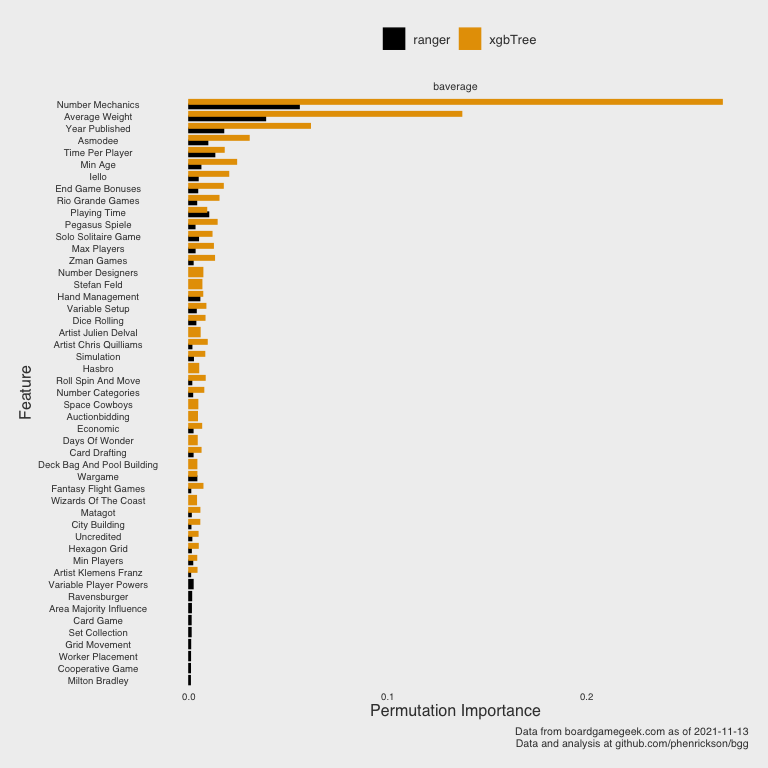 ranger xgbTree
baverage
Number Mechanics
Average Weight
Year Published
Asmodee
Time Per Player
Min Age
Iello
End Game Bonuses
Rio Grande Games
Playing Time
Pegasus Spiele
Solo Solitaire Game
Max Players
Zman Games
Number Designers
Stefan Feld
Hand Management
Variable Setup
Dice Rolling
Artist Julien Delval
Artist Chris Quilliams
Simulation
Hasbro
Roll Spin And Move
Number Categories
Space Cowboys
Auctionbidding
Economic
Days Of Wonder
Card Drafting
Deck Bag And Pool Building
Wargame
Fantasy Flight Games
Wizards Of The Coast
Matagot
City Building
Uncredited
Hexagon Grid
Min Players
Artist Klemens Franz
Variable Player Powers
Ravensburger
Area Majority Influence
Card Game
Set Collection
Grid Movement
Worker Placement
Cooperative Game
Milton Bradley
Feature
0.0 0.1 0.2
Permutation Importance
Data from boardgamegeek.com as of 2021-11-13
Data and analysis at github.com/phenrickson/bgg